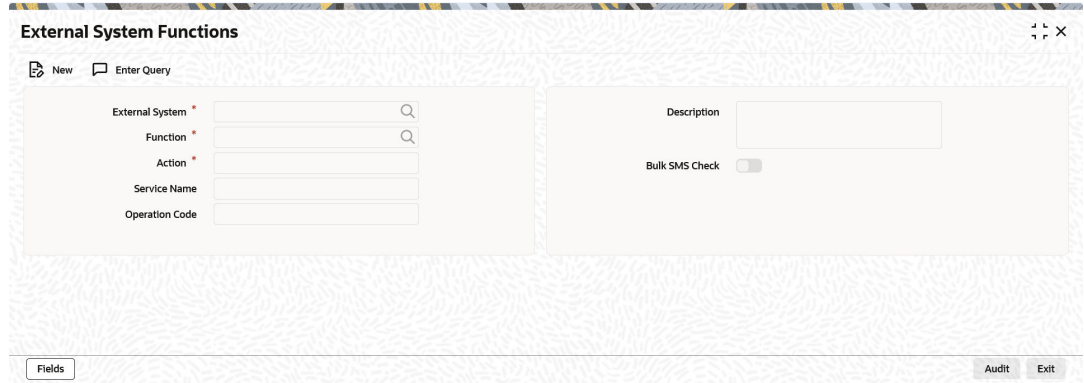 External System Functions
New Enter Query
External System *
Function *
Action *
Service Name
Operation Code
Description
Bulk SMS Check
Fields
Audit Exit